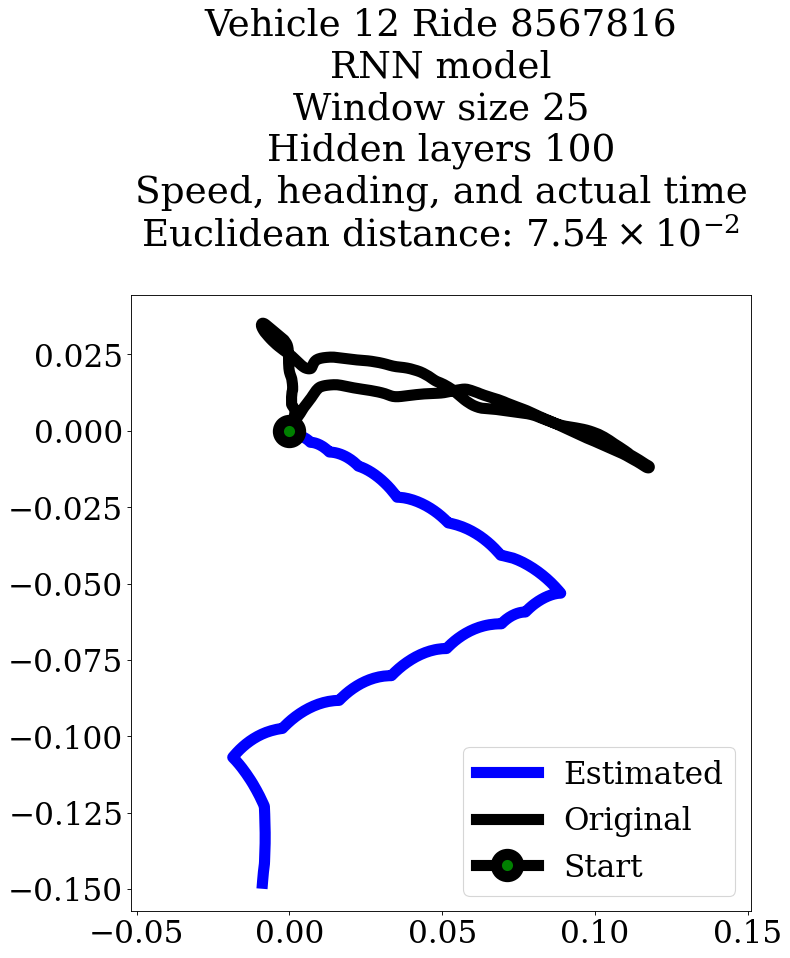 Vehicle 12 Ride 8567816
RNN model
Window size 25
Hidden layers 100
Speed, heading, and actual time
Euclidean distance: 7.54 × 10⁻²
0.025
0.000
−0.025
−0.050
−0.075
−0.100
−0.125
−0.150
−0.05 0.00 0.05 0.10 0.15
Estimated
Original
Start